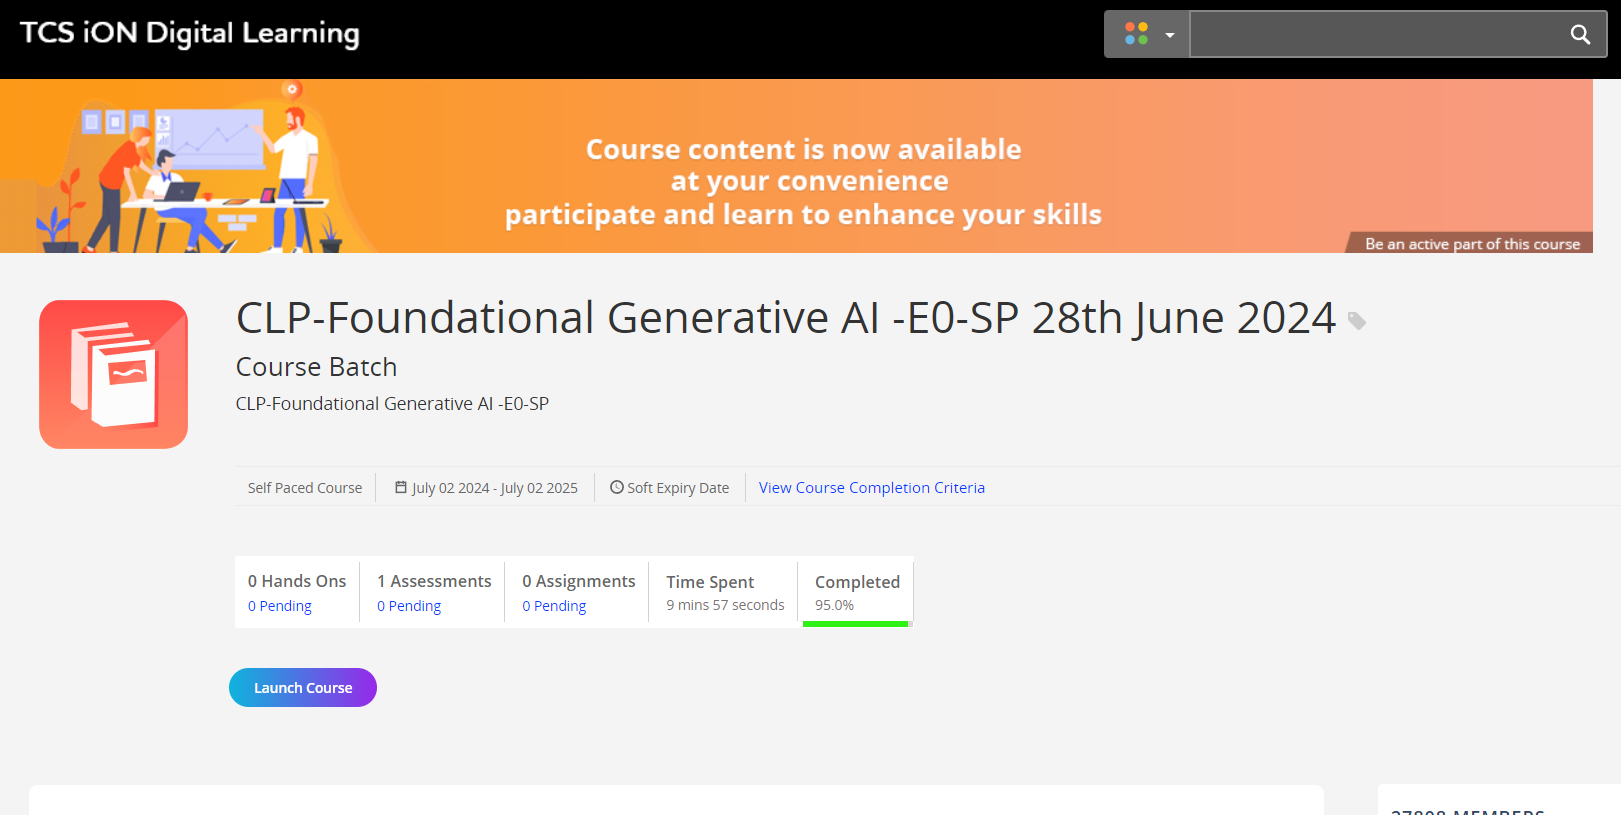 TCS iON Digital Learning
Course content is now available
at your convenience
participate and learn to enhance your skills
Be an active part of this course
CLP-Foundational Generative AI -E0-SP 28th June 2024
Course Batch
CLP-Foundational Generative AI -E0-SP
Self Paced Course
July 02 2024 - July 02 2025
Soft Expiry Date
View Course Completion Criteria
0 Hands Ons
0 Pending
1 Assessments
0 Pending
0 Assignments
0 Pending
Time Spent
9 mins 57 seconds
Completed
95.0%
Launch Course
MEMBERS